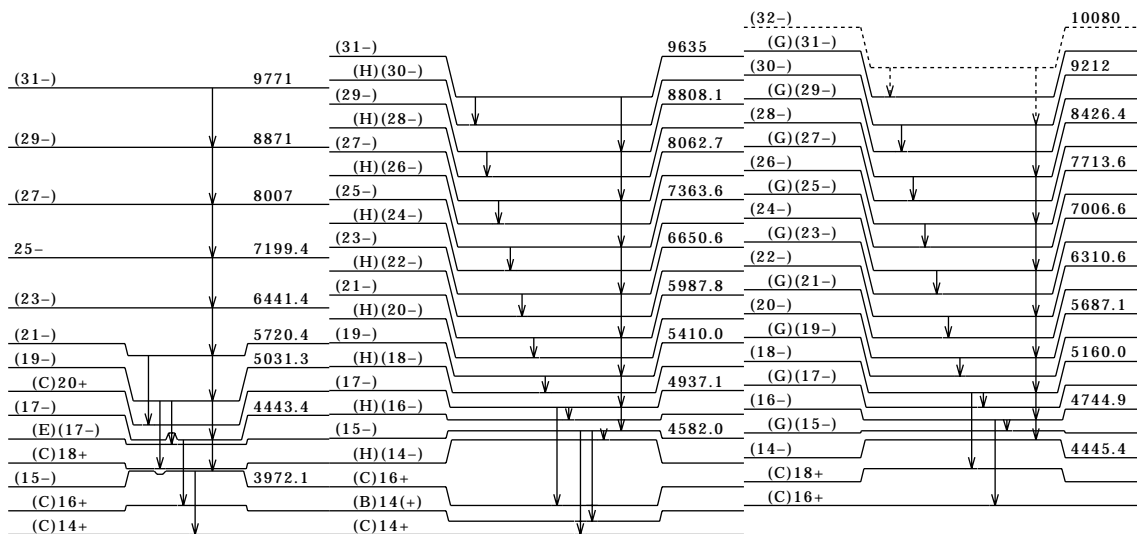 (31−) 9771
(29−) 8871
(27−) 8007
25− 7199.4
(23−) 6441.4
(21−) 5720.4
(19−) 5031.3
(C)20+
(17−) 4443.4
(E)(17−)
(C)18+
(15−) 3972.1
(C)16+
(C)14+
(31−) 9635
(H)(30−)
(29−) 8808.1
(H)(28−)
(27−) 8062.7
(H)(26−)
(25−) 7363.6
(H)(24−)
(23−) 6650.6
(H)(22−)
(21−) 5987.8
(H)(20−)
(19−) 5410.0
(H)(18−)
(17−) 4937.1
(H)(16−)
(15−) 4582.0
(H)(14−)
(C)16+
(B)14(+)
(C)14+
(32−) 10080
(G)(31−)
(30−) 9212
(G)(29−)
(28−) 8426.4
(G)(27−)
(26−) 7713.6
(G)(25−)
(24−) 7006.6
(G)(23−)
(22−) 6310.6
(G)(21−)
(20−) 5687.1
(G)(19−)
(18−) 5160.0
(G)(17−)
(16−) 4744.9
(G)(15−)
(14−) 4445.4
(C)18+
(C)16+